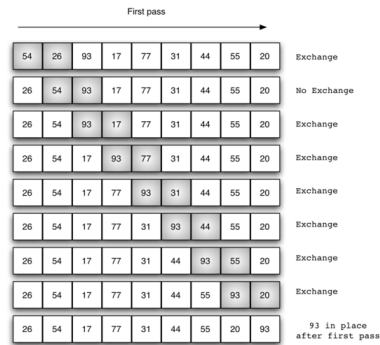 First pass
54 26 93 17 77 31 44 55 20 Exchange
26 54 93 17 77 31 44 55 20 No Exchange
26 54 93 17 77 31 44 55 20 Exchange
26 54 17 93 77 31 44 55 20 Exchange
26 54 17 77 93 31 44 55 20 Exchange
26 54 17 77 31 93 44 55 20 Exchange
26 54 17 77 31 44 93 55 20 Exchange
26 54 17 77 31 44 55 93 20 Exchange
26 54 17 77 31 44 55 20 93 93 in place
after first pass